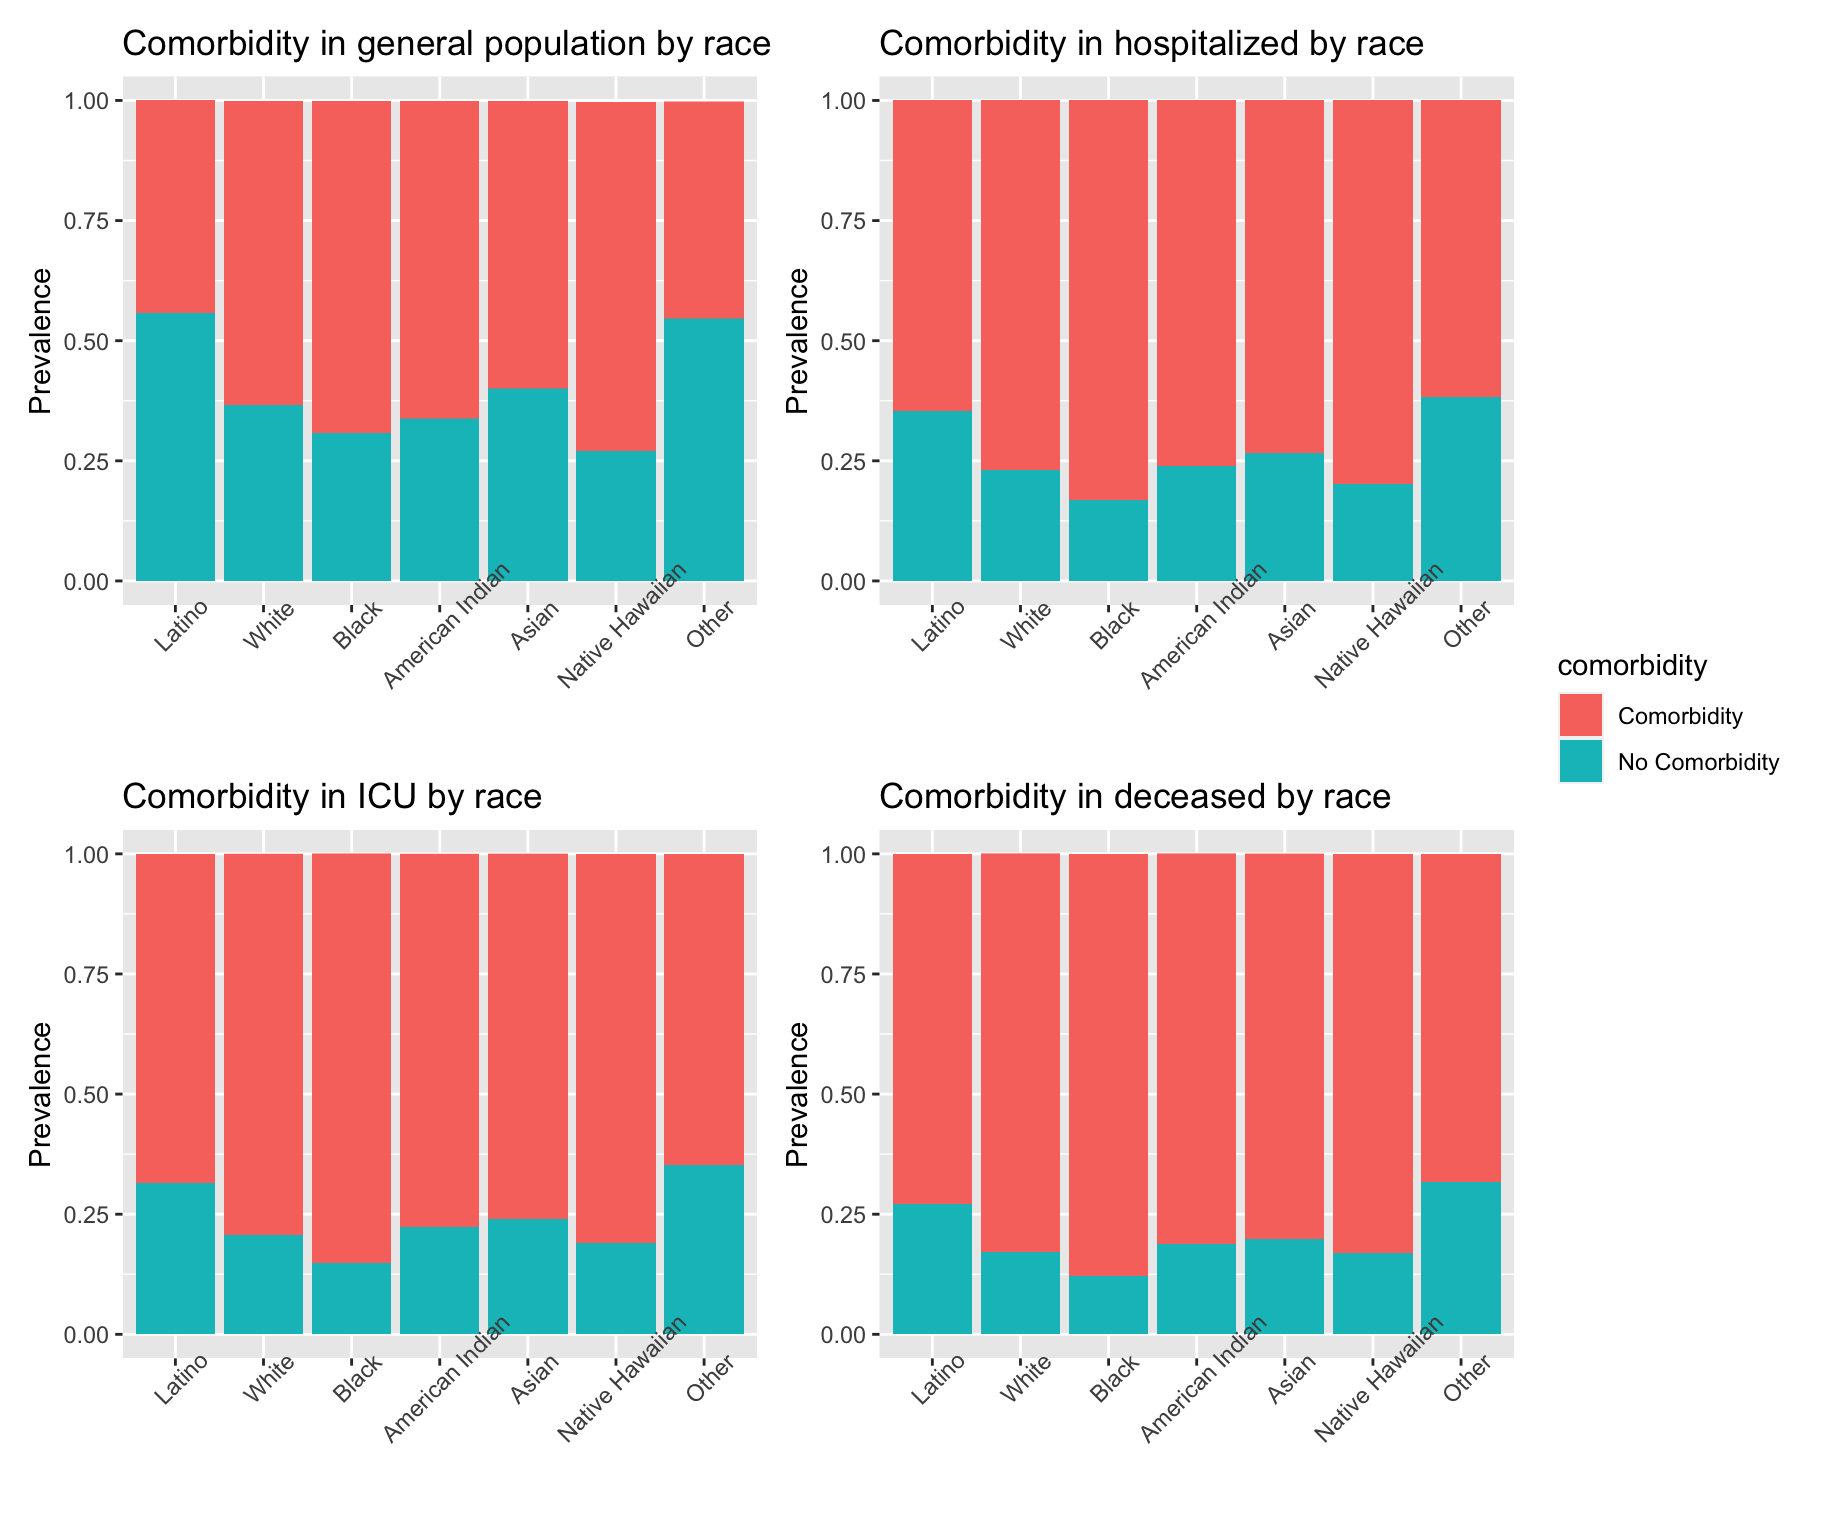 Comorbidity in general population by race
Prevalence
1.00
0.75
0.50
0.25
0.00
Latino
White
Black
American Indian
Asian
Native Hawaiian
Other
Comorbidity in hospitalized by race
Prevalence
1.00
0.75
0.50
0.25
0.00
Latino
White
Black
American Indian
Asian
Native Hawaiian
Other
comorbidity
Comorbidity
No Comorbidity
Comorbidity in ICU by race
Prevalence
1.00
0.75
0.50
0.25
0.00
Latino
White
Black
American Indian
Asian
Native Hawaiian
Other
Comorbidity in deceased by race
Prevalence
1.00
0.75
0.50
0.25
0.00
Latino
White
Black
American Indian
Asian
Native Hawaiian
Other